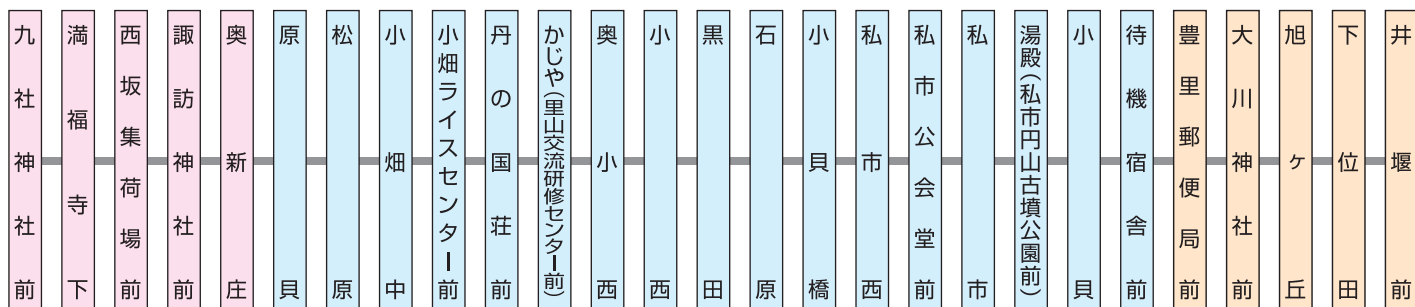 九社神社前
満福寺下
西坂集荷場前
諏訪神社前
奥新庄
原貝
松原
小畑中
小畑ライスセンター前
丹の国荘前
かじや（里山交流研修センター前）
奥小西
小西
黒田
石原
小貝橋
私市西
私市公会堂前
私市
湯殿（私市円山古墳公園前）
小貝
待機宿舎前
豊里郵便局前
大川神社前
旭ヶ丘
下位田
井堰前